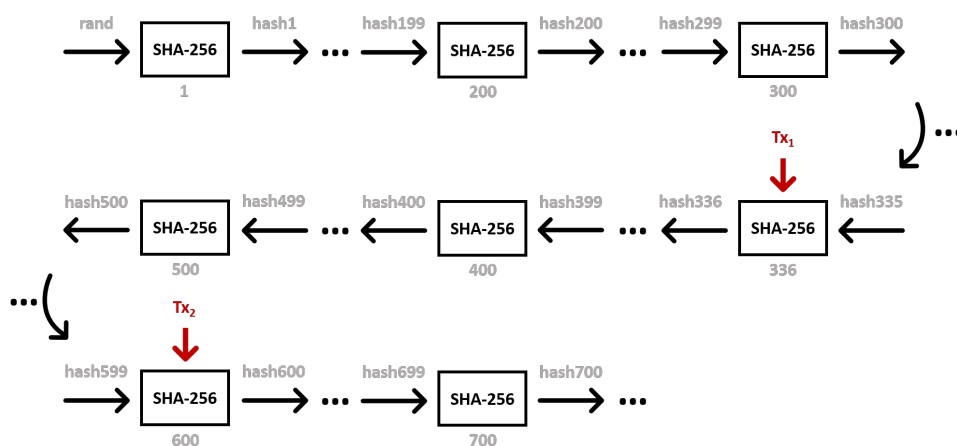 rand hash1 hash199 hash200 hash299 hash300
SHA-256 ... SHA-256 ... SHA-256
1 200 300
Tx₁ ...
hash500 hash499 hash400 hash399 hash336 hash335
SHA-256 ... SHA-256 ... SHA-256
500 400 336
... Tx₂
hash599 hash600 hash699 hash700
SHA-256 ... SHA-256 ...
600 700